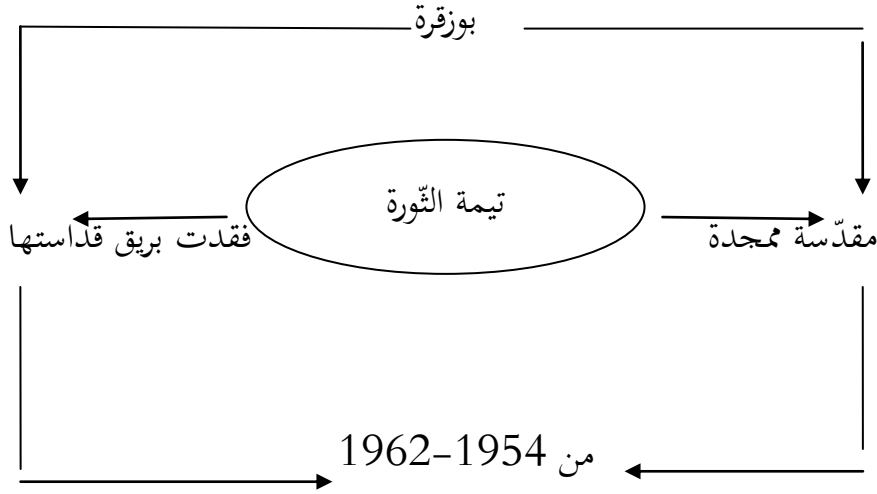 بوزقرة
تيمة الثّورة
مقدّسة ممجدة
فقدت بريق قداستها
من 1954-1962